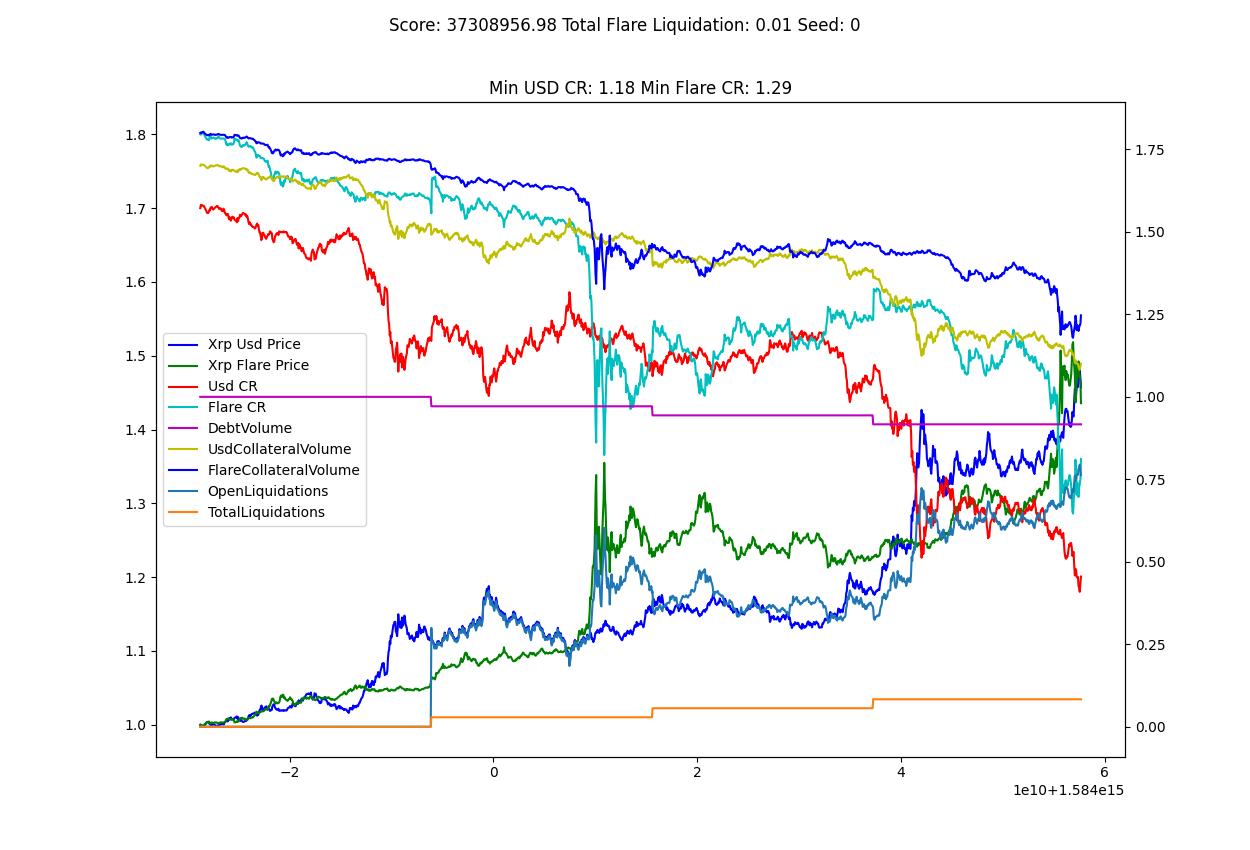 Score: 37308956.98 Total Flare Liquidation: 0.01 Seed: 0
Min USD CR: 1.18 Min Flare CR: 1.29
1.8
1.7
1.6
1.5
1.4
1.3
1.2
1.1
1.0
Xrp Usd Price
Xrp Flare Price
Usd CR
Flare CR
DebtVolume
UsdCollateralVolume
FlareCollateralVolume
OpenLiquidations
TotalLiquidations
1.75
1.50
1.25
1.00
0.75
0.50
0.25
0.00
−2 0 2 4 6
1e10+1.584e15